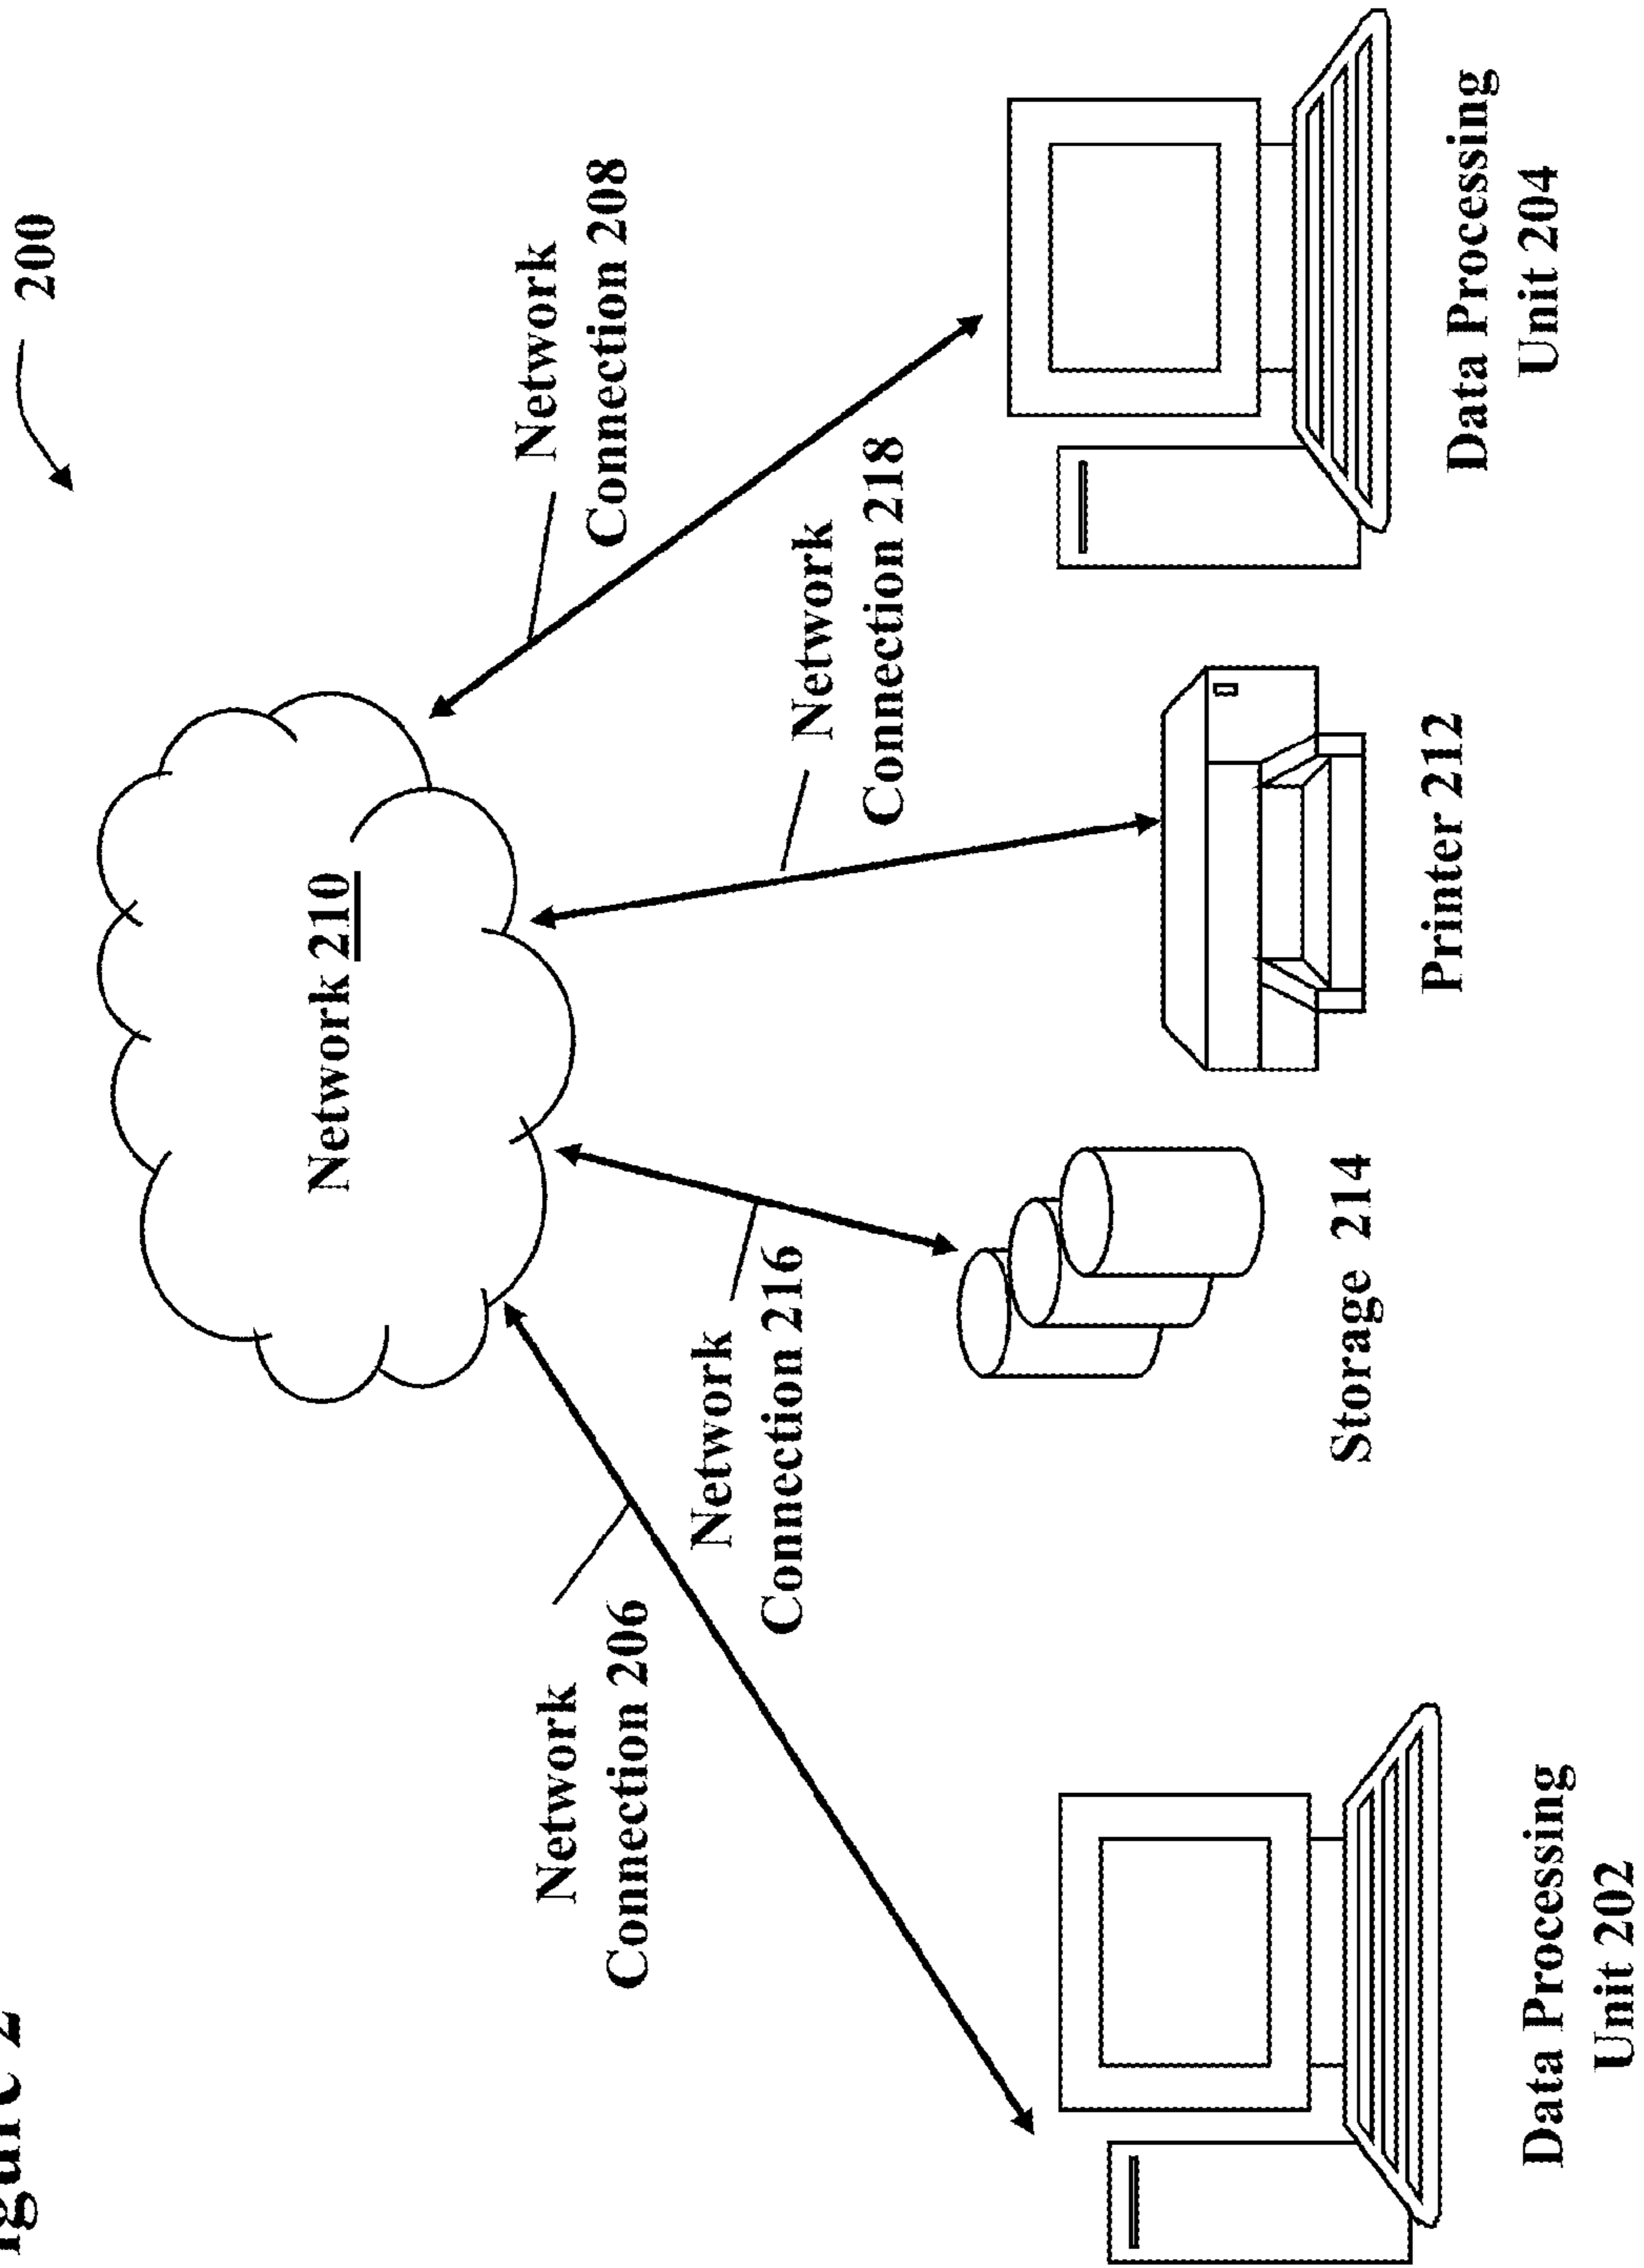 igure 2
200
Network 210
Network
Connection 208
Network
Connection 218
Network
Connection 216
Network
Connection 206
Data Processing
Unit 204
Printer 212
Storage 214
Data Processing
Unit 202